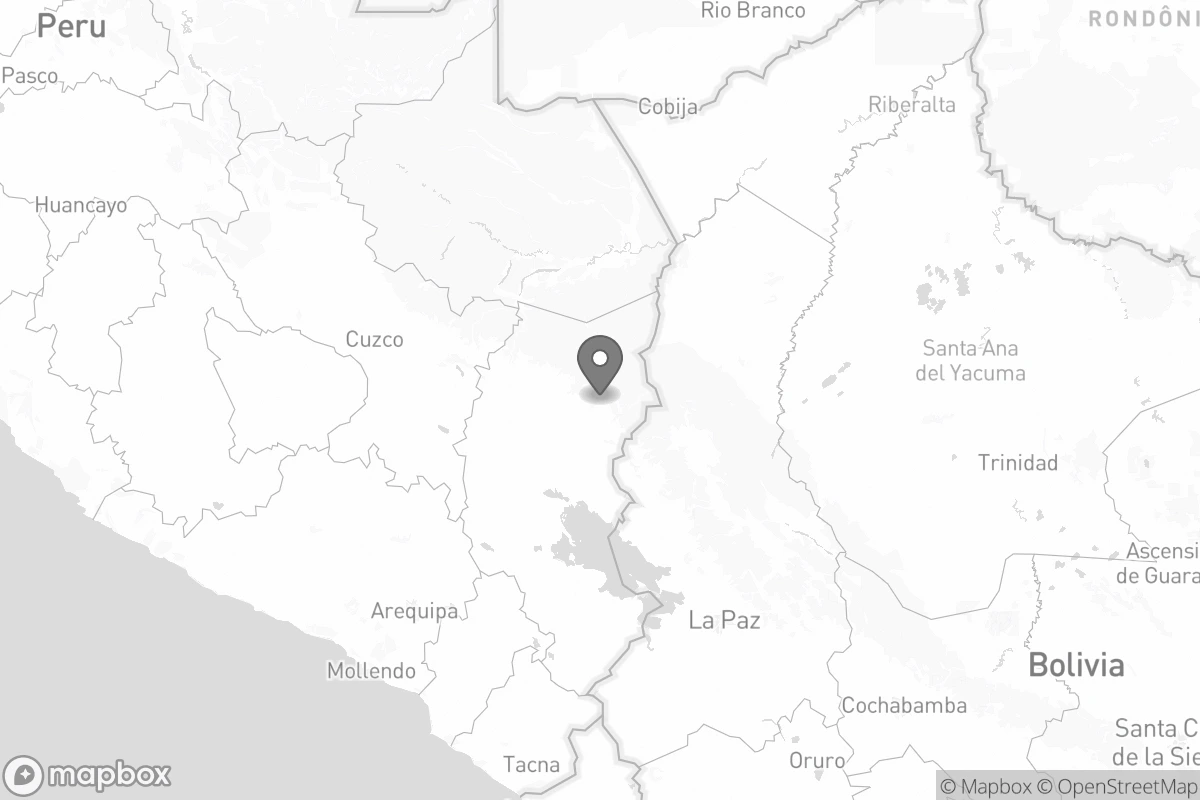 Peru
Rio Branco
RONDÔNI
Pasco
Cobija
Riberalta
Huancayo
Cuzco
Santa Ana
del Yacuma
Trinidad
Ascensi
de Guara
Arequipa
La Paz
Mollendo
Bolivia
Cochabamba
Santa C
de la Sie
Tacna
Oruro
mapbox
© Mapbox © OpenStreetMap